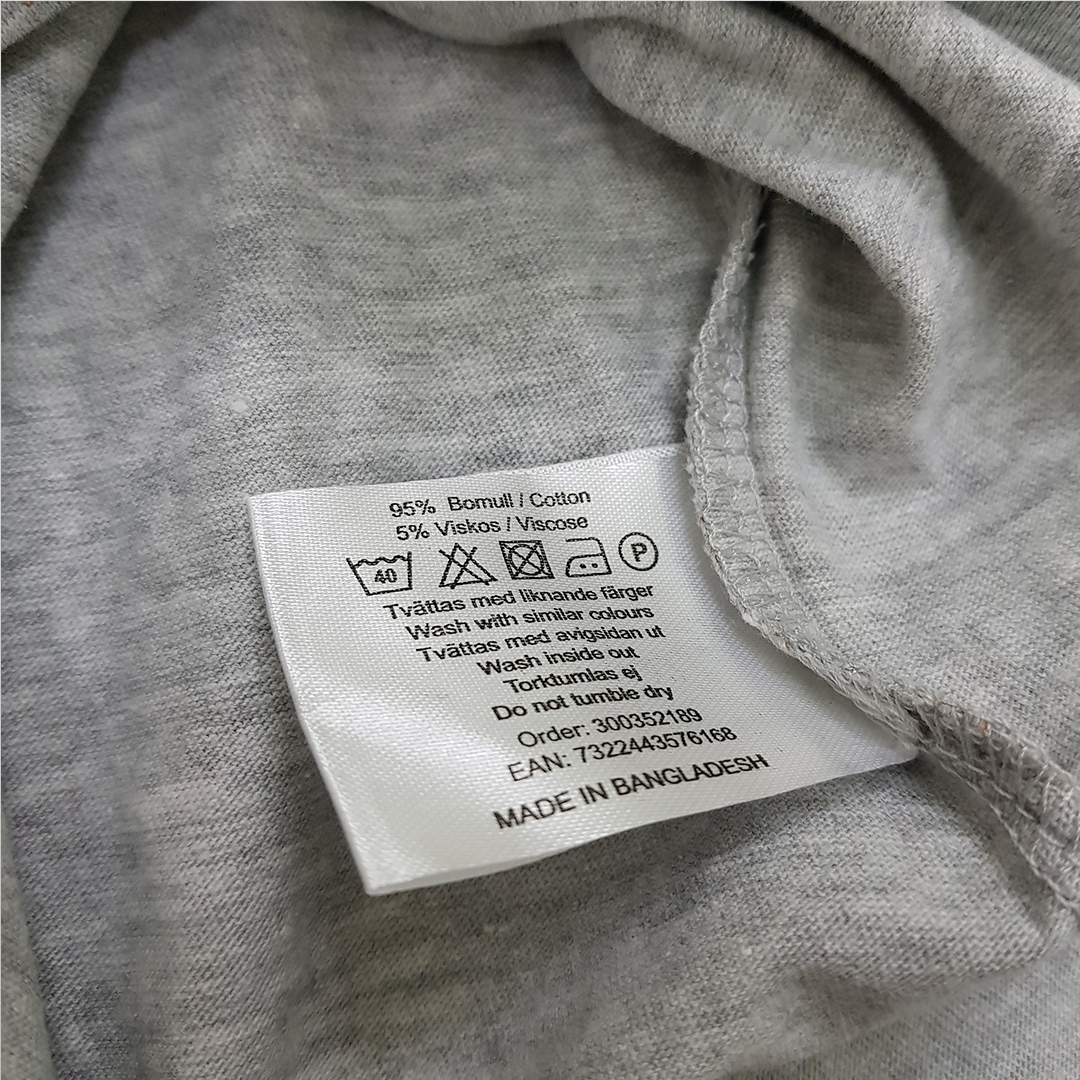 95% Bomull / Cotton
5% Viskos / Viscose
40 P
Tvättas med liknande färger
Wash with similar colours
Tvättas med avigsidan ut
Wash inside out
Torktumlas ej
Do not tumble dry
Order: 300352189
EAN: 7322443576168
MADE IN BANGLADESH